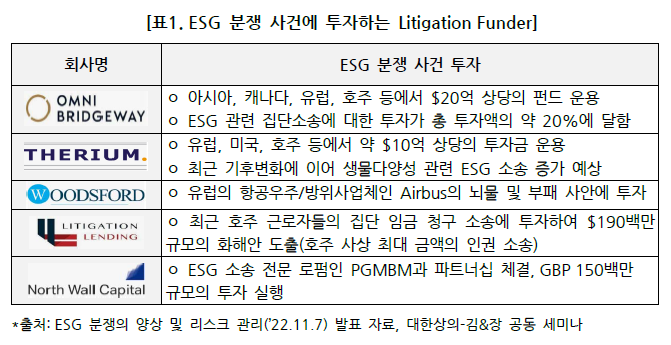 [표1. ESG 분쟁 사건에 투자하는 Litigation Funder]
회사명 ESG 분쟁 사건 투자
OMNI BRIDGEWAY
ㅇ 아시아, 캐나다, 유럽, 호주 등에서 $20억 상당의 펀드 운용
ㅇ ESG 관련 집단소송에 대한 투자가 총 투자액의 약 20%에 달함
THERIUM.
ㅇ 유럽, 미국, 호주 등에서 약 $10억 상당의 투자금 운용
ㅇ 최근 기후변화에 이어 생물다양성 관련 ESG 소송 증가 예상
WOODSFORD
ㅇ 유럽의 항공우주/방위사업체인 Airbus의 뇌물 및 부패 사안에 투자
LITIGATION
LENDING
ㅇ 최근 호주 근로자들의 집단 임금 청구 소송에 투자하여 $190백만
규모의 화해안 도출(호주 사상 최대 금액의 인권 소송)
North Wall Capital
ㅇ ESG 소송 전문 로펌인 PGMBM과 파트너십 체결, GBP 150백만
규모의 투자 실행
*출처: ESG 분쟁의 양상 및 리스크 관리('22.11.7) 발표 자료, 대한상의-김&장 공동 세미나